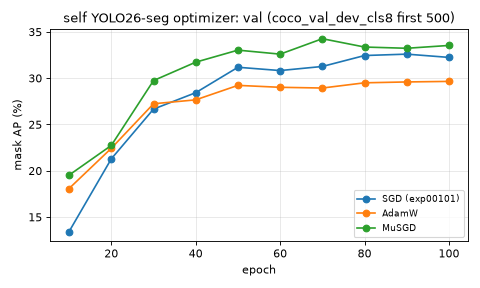 self YOLO26-seg optimizer: val (coco_val_dev_cls8 first 500)
mask AP (%)
35
30
25
20
15
SGD (exp00101)
AdamW
MuSGD
20
40
60
80
100
epoch